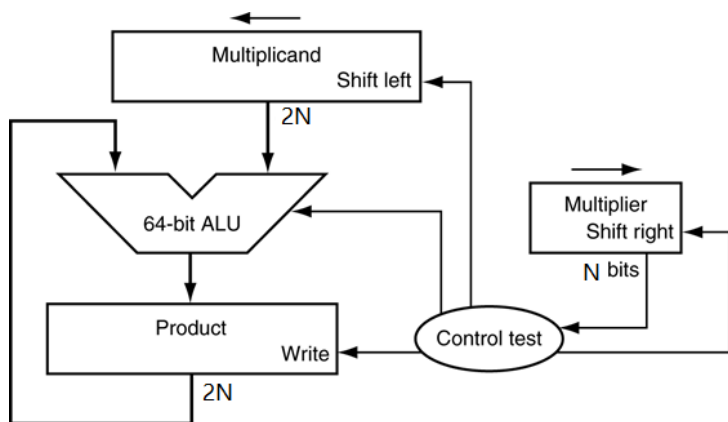 Multiplicand
Shift left
2N
64-bit ALU
Multiplier
Shift right
N bits
Product
Write
Control test
2N